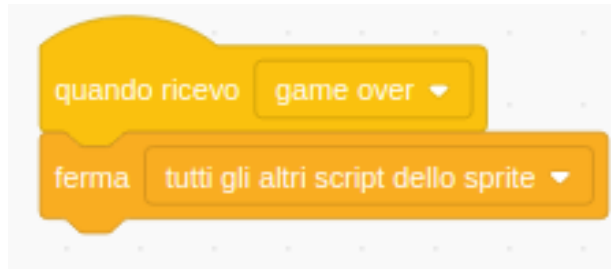 quando ricevo game over
ferma tutti gli altri script dello sprite